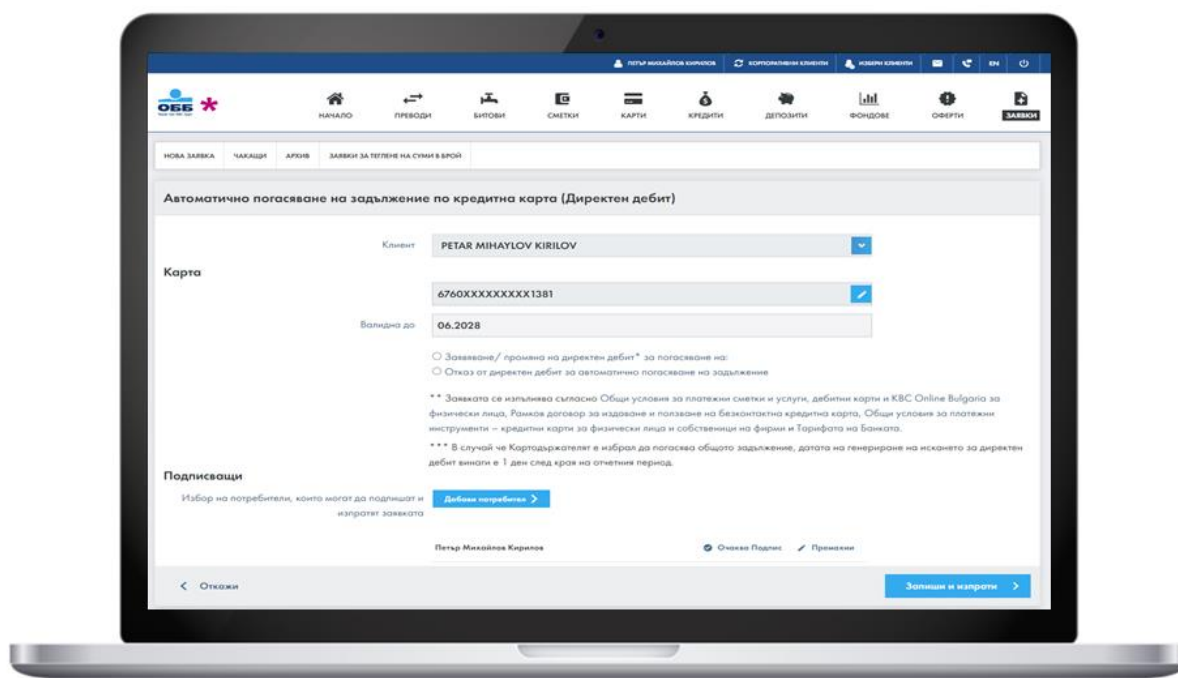 ПЕТЪР МИХАЙЛОВ КИРИЛОВ КОРПОРАТИВНИ КЛИЕНТИ ИЗБЕРИ КЛИЕНТИ EN
ОББ
НАЧАЛО ПРЕВОДИ БИТОВИ СМЕТКИ КАРТИ КРЕДИТИ ДЕПОЗИТИ ФОНДОВЕ ОФЕРТИ ЗАЯВКИ
НОВА ЗАЯВКА ЧАКАЩИ АРХИВ ЗАЯВКИ ЗА ТЕГЛЕНЕ НА СУМИ В БРОЙ
Автоматично погасяване на задължение по кредитна карта (Директен дебит)
Клиент PETAR MIHAYLOV KIRILOV
Карта
6760XXXXXXXXX1381
Валидна до 06.2028
Заявяване/ промяна на директен дебит* за погасяване на:
Отказ от директен дебит за автоматично погасяване на задължение
** Заявката се изпълнява съгласно Общи условия за платежни сметки и услуги, дебитни карти и KBC Online Bulgaria за
физически лица, Рамков договор за издаване и ползване на безконтактна кредитна карта, Общи условия за платежни
инструменти – кредитни карти за физически лица и собственици на фирми и Тарифата на Банката.
*** В случай че Картодържателят е избрал да погасява общото задължение, датата на генериране на искането за директен
дебит винаги е 1 ден след края на отчетния период.
Подписващи
Избор на потребители, които могат да подпишат и Добави потребител
изпратят заявката
Петър Михайлов Кирилов Очаква Подпис Премахни
Откажи Запиши и изпрати